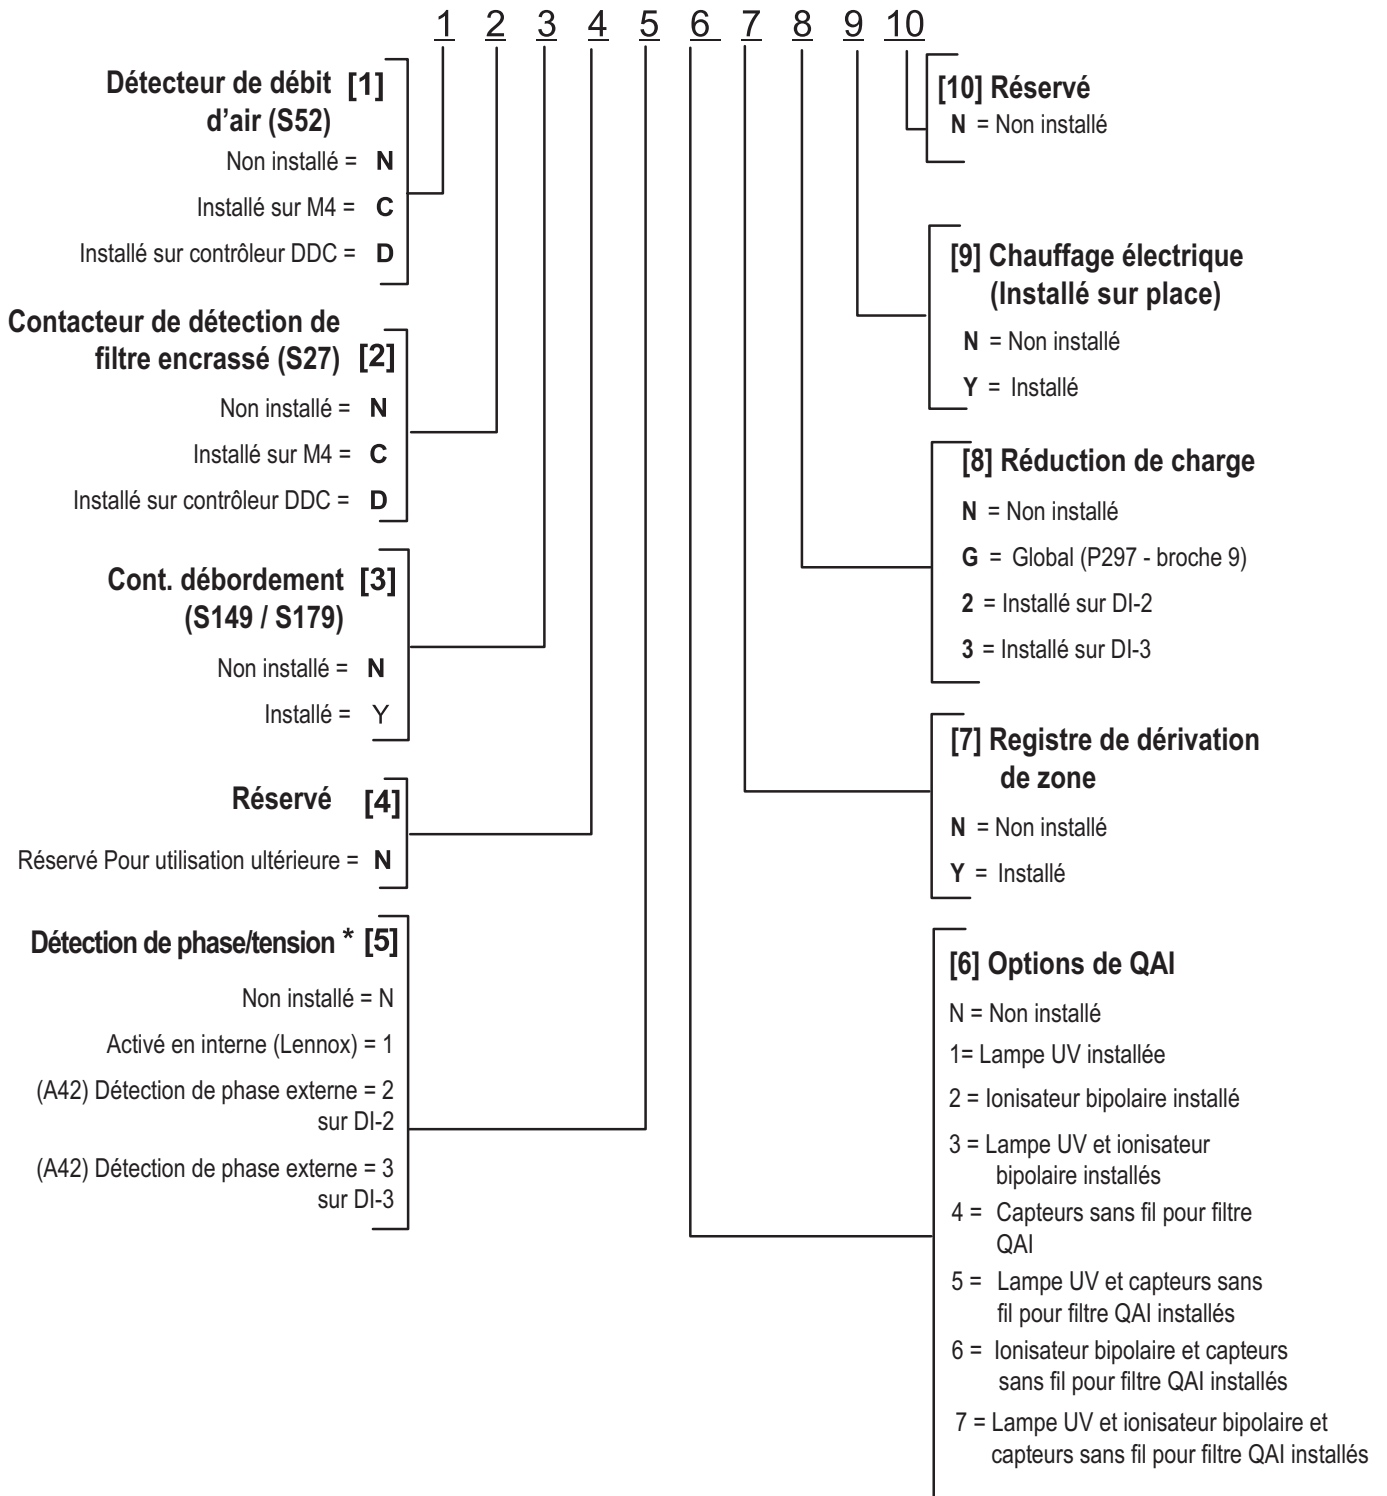 1 2 3 4 5 6 7 8 9 10
Détecteur de débit [1]
d’air (S52)
Non installé = N
Installé sur M4 = C
Installé sur contrôleur DDC = D
Contacteur de détection de
filtre encrassé (S27) [2]
Non installé = N
Installé sur M4 = C
Installé sur contrôleur DDC = D
Cont. débordement [3]
(S149 / S179)
Non installé = N
Installé = Y
Réservé [4]
Réservé Pour utilisation ultérieure = N
Détection de phase/tension * [5]
Non installé = N
Activé en interne (Lennox) = 1
(A42) Détection de phase externe = 2
sur DI-2
(A42) Détection de phase externe = 3
sur DI-3
[10] Réservé
N = Non installé
[9] Chauffage électrique
(Installé sur place)
N = Non installé
Y = Installé
[8] Réduction de charge
N = Non installé
G = Global (P297 - broche 9)
2 = Installé sur DI-2
3 = Installé sur DI-3
[7] Registre de dérivation
de zone
N = Non installé
Y = Installé
[6] Options de QAI
N = Non installé
1= Lampe UV installée
2 = Ionisateur bipolaire installé
3 = Lampe UV et ionisateur
bipolaire installés
4 = Capteurs sans fil pour filtre
QAI
5 = Lampe UV et capteurs sans
fil pour filtre QAI installés
6 = Ionisateur bipolaire et capteurs
sans fil pour filtre QAI installés
7 = Lampe UV et ionisateur bipolaire et
capteurs sans fil pour filtre QAI installés